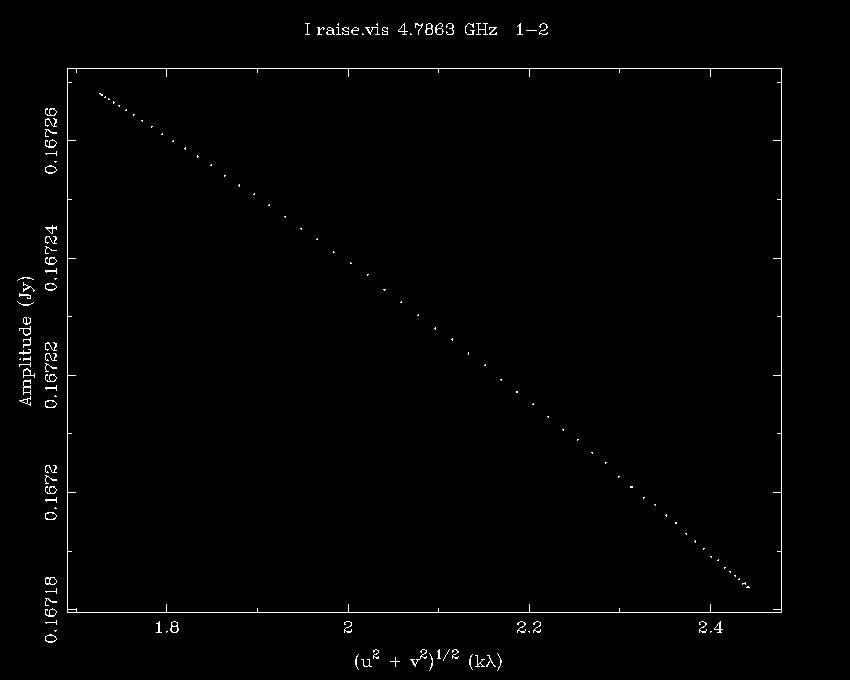 I raise.vis 4.7863 GHz 1−2
0.16726
0.16724
0.16722
0.1672
0.16718
Amplitude (Jy)
1.8 2 2.2 2.4
(u² + v²)^1/2 (kλ)